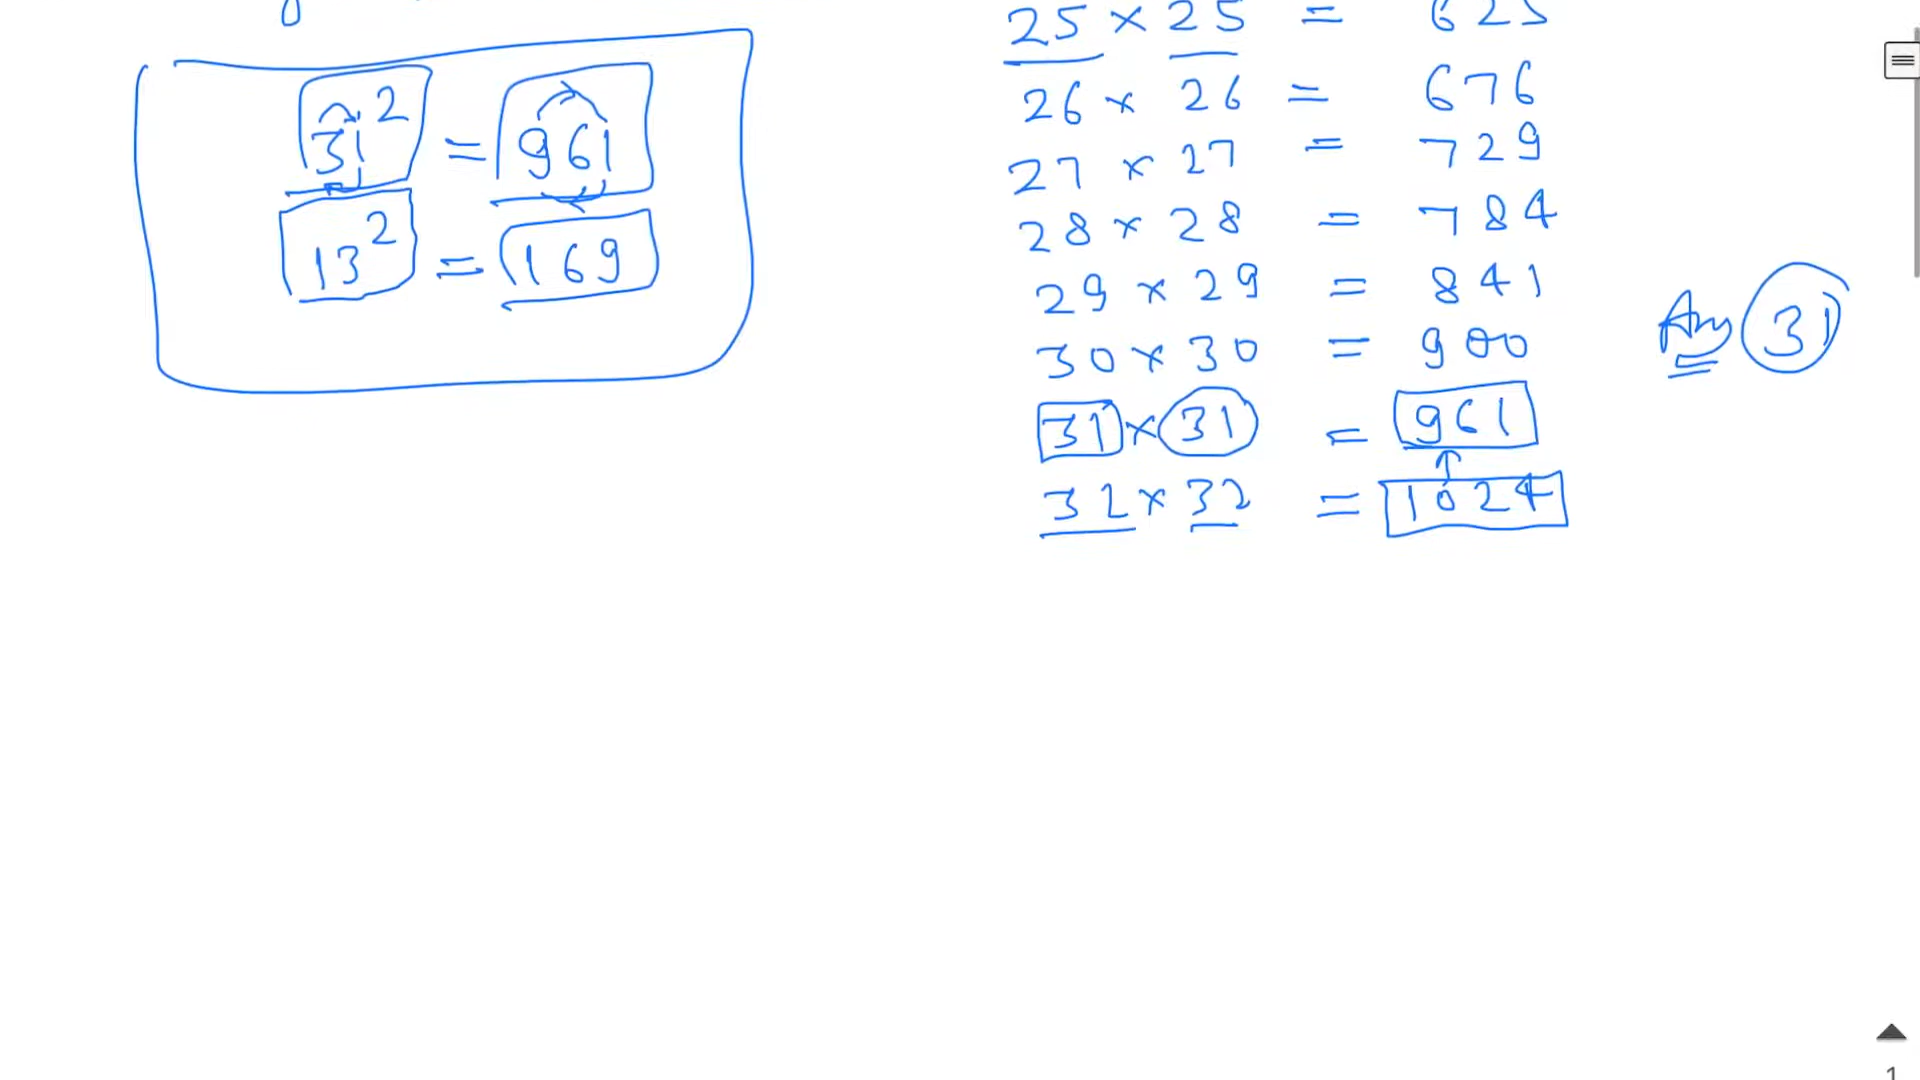 31² = 961
13² = 169
25 × 25 = 625
26 × 26 = 676
27 × 27 = 729
28 × 28 = 784
29 × 29 = 841
30 × 30 = 900
31 × 31 = 961
32 × 32 = 1024
Ans 31
1